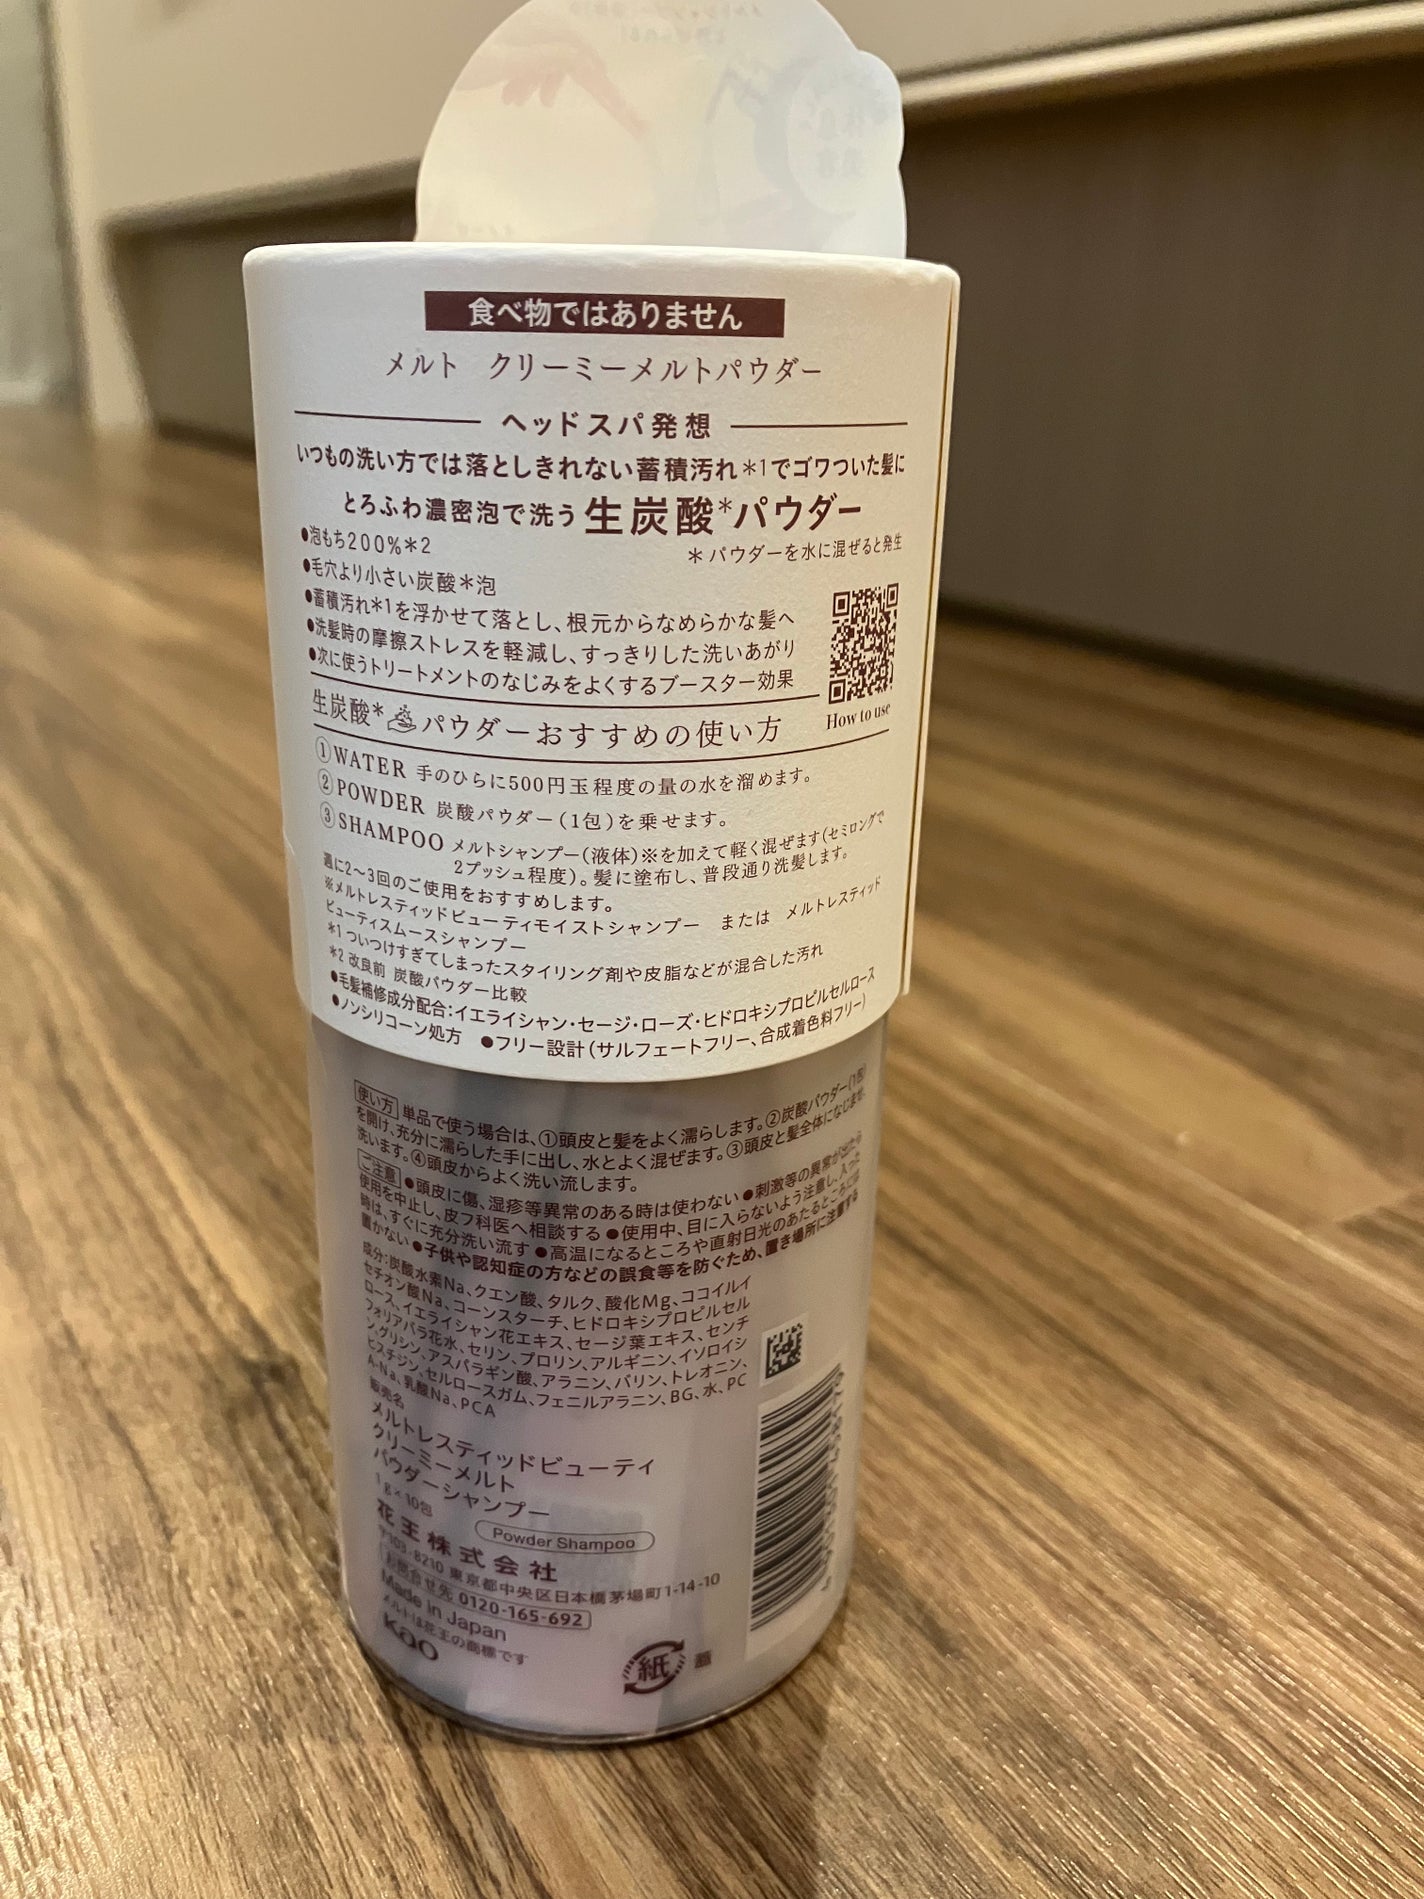 食べ物ではありません
メルト　クリーミーメルトパウダー
ヘッドスパ発想
いつもの洗い方では落としきれない蓄積汚れ＊1でゴワついた髪に
とろふわ濃密泡で洗う 生炭酸＊パウダー
＊パウダーを水に混ぜると発生
●泡もち200%＊2
●毛穴より小さい炭酸＊泡
●蓄積汚れ＊1を浮かせて落とし、根元からなめらかな髪へ
●洗髪時の摩擦ストレスを軽減し、すっきりした洗いあがり
●次に使うトリートメントのなじみをよくするブースター効果
How to use
生炭酸＊パウダーおすすめの使い方
①WATER 手のひらに500円玉程度の量の水を溜めます。
②POWDER 炭酸パウダー(1包)を乗せます。
③SHAMPOO メルトシャンプー(液体)※を加えて軽く混ぜます(セミロングで
2プッシュ程度)。髪に塗布し、普段通り洗髪します。
週に2〜3回のご使用をおすすめします。
※メルトレスティッドビューティモイストシャンプー　または　メルトレスティッド
ビューティスムースシャンプー
＊1 ついつけすぎてしまったスタイリング剤や皮脂などが混合した汚れ
＊2 改良前 炭酸パウダー比較
●毛髪補修成分配合：イエライシャン・セージ・ローズ・ヒドロキシプロピルセルロース
●ノンシリコーン処方　●フリー設計(サルフェートフリー、合成着色料フリー)
使い方 単品で使う場合は、①頭皮と髪をよく濡らします。②炭酸パウダー(1包)
を開け、充分に濡らした手に出し、水とよく混ぜます。③頭皮と髪全体になじませ、
洗います。④頭皮からよく洗い流します。
ご注意 ●頭皮に傷、湿疹等異常のある時は使わない ●刺激等の異常が出たら
使用を中止し、皮フ科医へ相談する ●使用中、目に入らないよう注意し、入った
時は、すぐに充分洗い流す ●高温になるところや直射日光のあたるところには
置かない ●子供や認知症の方などの誤食等を防ぐため、置き場所に注意する
成分：炭酸水素Na、クエン酸、タルク、酸化Mg、ココイルイ
セチオン酸Na、コーンスターチ、ヒドロキシプロピルセル
ロース、イエライシャン花エキス、セージ葉エキス、センチ
フォリアバラ花水、セリン、プロリン、アルギニン、イソロイシ
ン、グリシン、アスパラギン酸、アラニン、バリン、トレオニン、
ヒスチジン、セルロースガム、フェニルアラニン、BG、水、PC
A-Na、乳酸Na、PCA
販売名
メルトレスティッドビューティ
クリーミーメルト
パウダーシャンプー
1g×10包
Powder Shampoo
花王株式会社
〒103-8210 東京都中央区日本橋茅場町1-14-10
お問合せ先 0120-165-692
Made in Japan
メルトは花王の商標です
Kao
紙
蓋